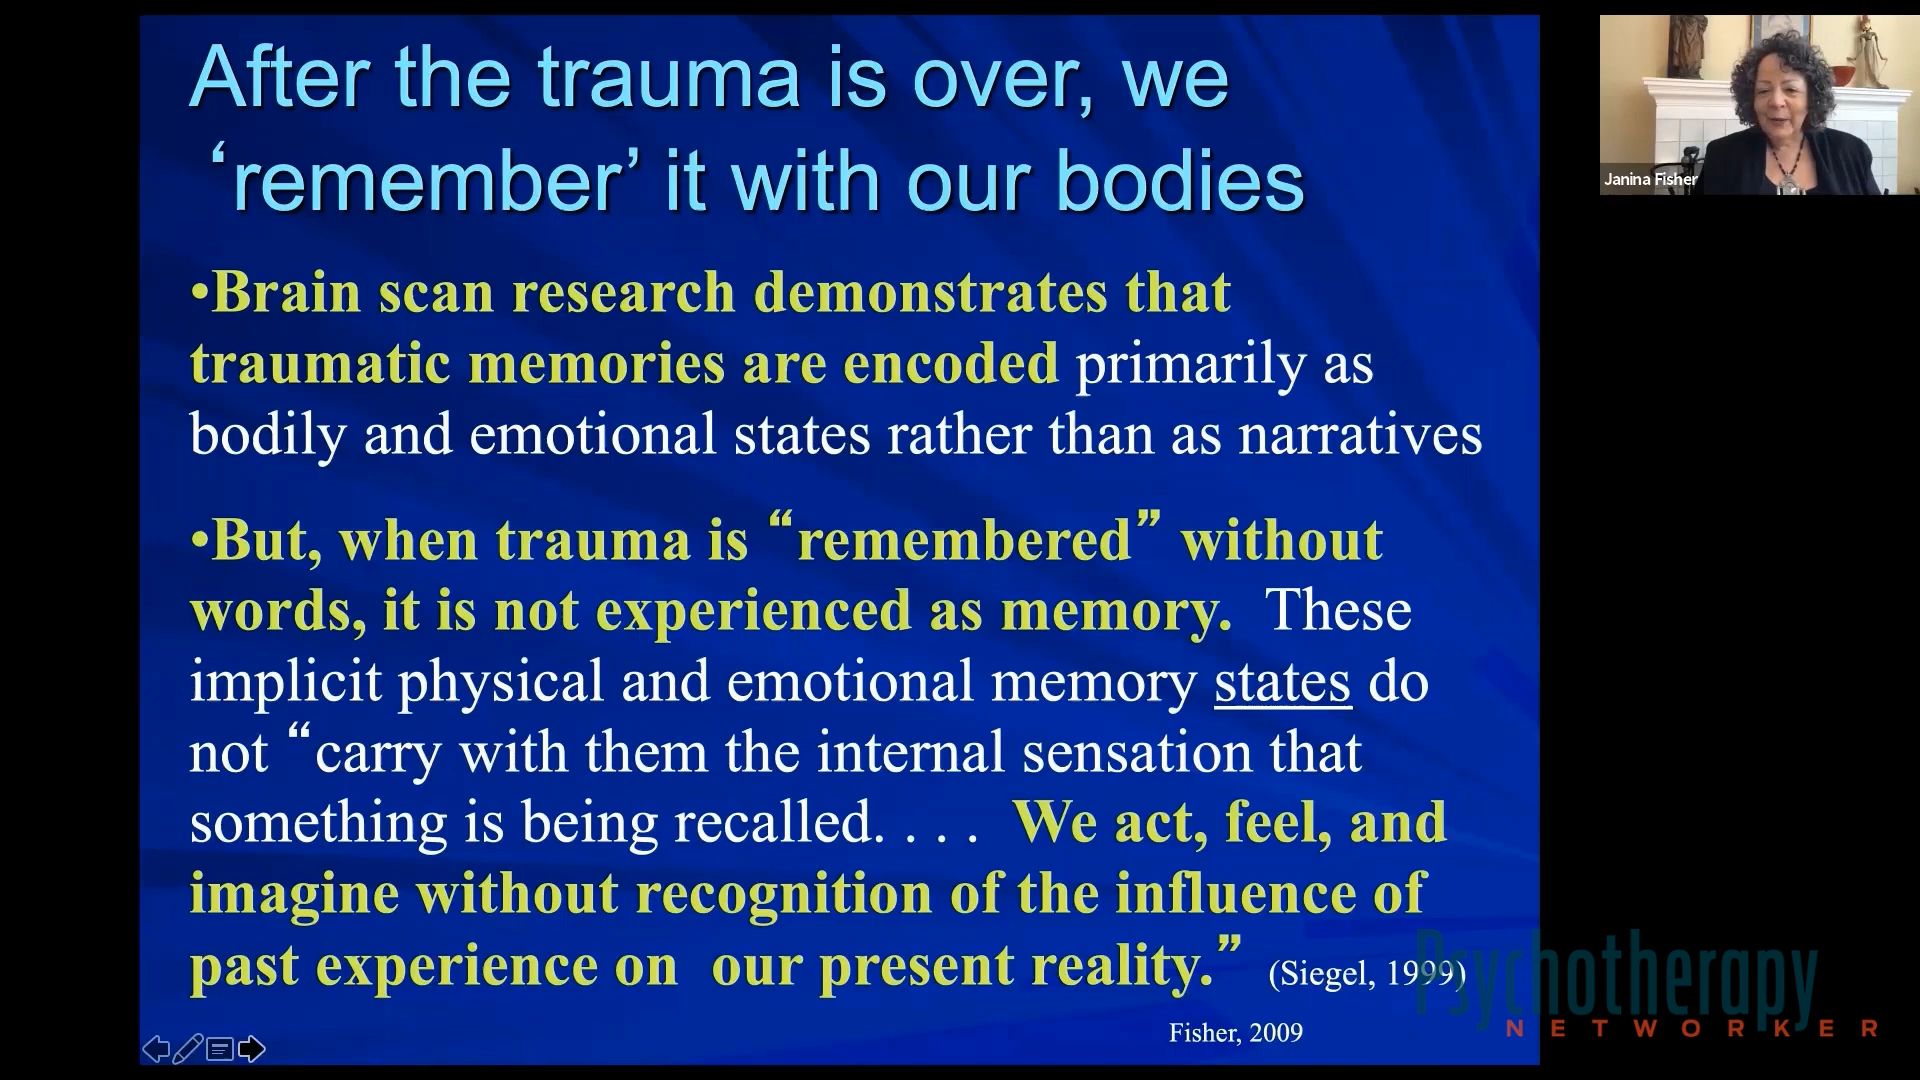 After the trauma is over, we
‘remember’ it with our bodies
•Brain scan research demonstrates that
traumatic memories are encoded primarily as
bodily and emotional states rather than as narratives
•But, when trauma is “remembered” without
words, it is not experienced as memory. These
implicit physical and emotional memory states do
not “carry with them the internal sensation that
something is being recalled. . . . We act, feel, and
imagine without recognition of the influence of
past experience on our present reality.” (Siegel, 1999)
Fisher, 2009
Janina Fisher
Psychotherapy
NETWORKER